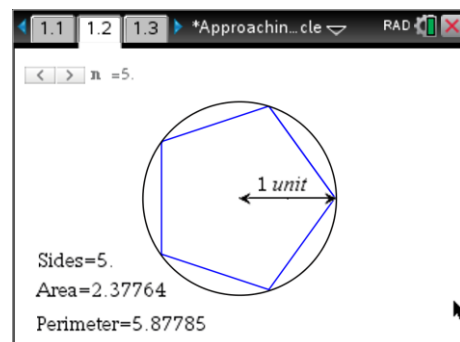 1.1 1.2 1.3 *Approachin...cle RAD
n =5.
1 unit
Sides=5.
Area=2.37764
Perimeter=5.87785